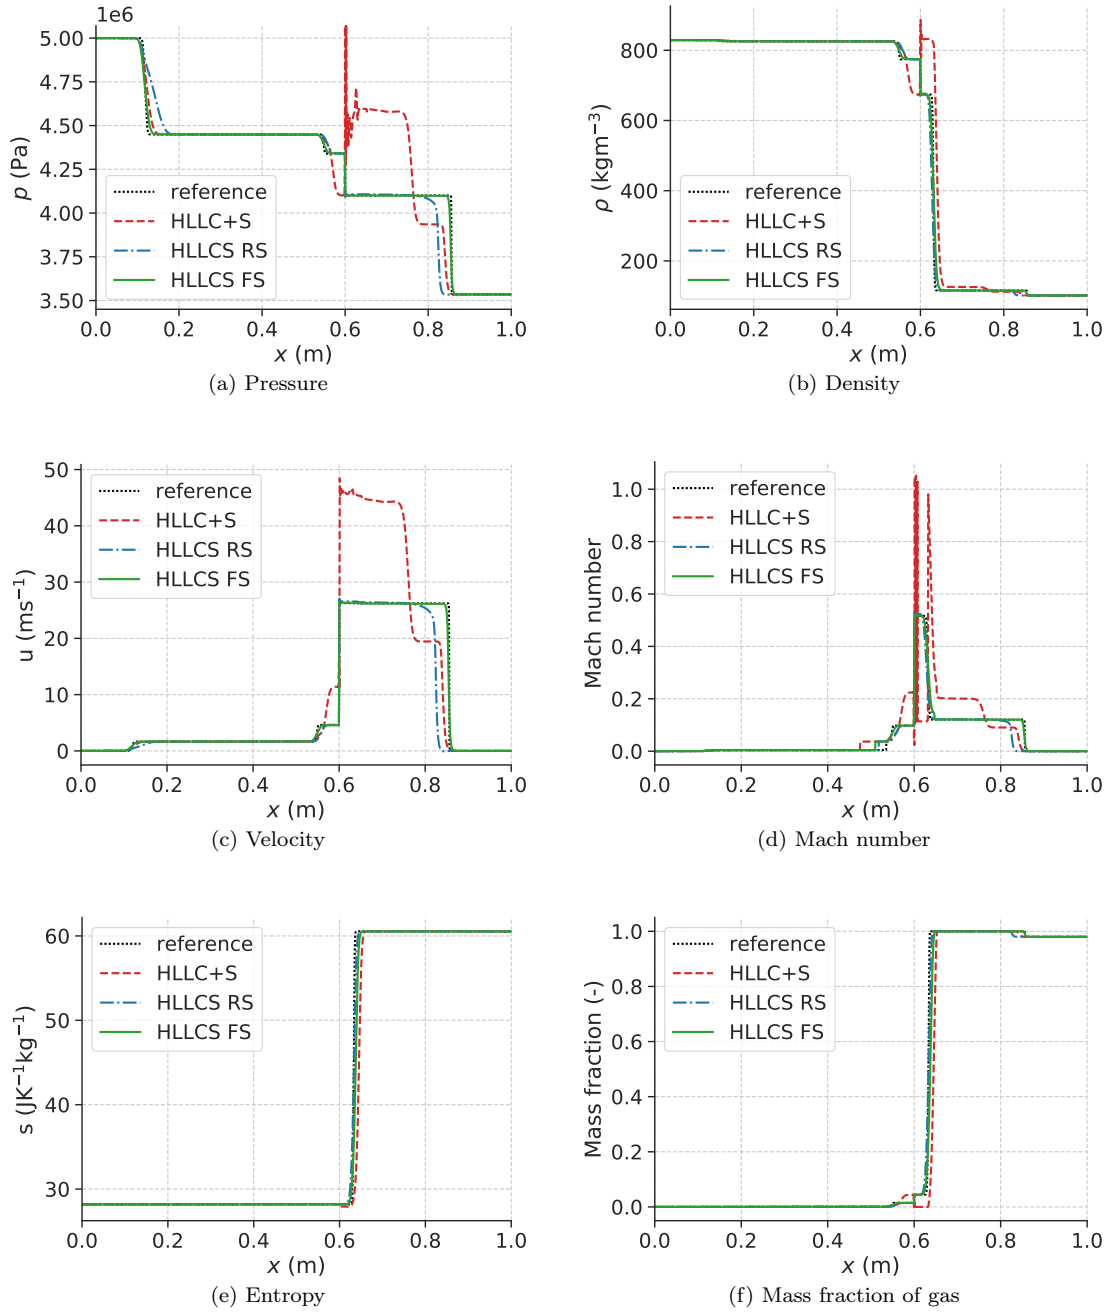 1e6
5.00
4.75
4.50
4.25
4.00
3.75
3.50
p (Pa)
reference
HLLC+S
HLLCS RS
HLLCS FS
0.0 0.2 0.4 0.6 0.8 1.0
x (m)
(a) Pressure
800
600
400
200
ρ (kgm⁻³)
reference
HLLC+S
HLLCS RS
HLLCS FS
0.0 0.2 0.4 0.6 0.8 1.0
x (m)
(b) Density
50
40
30
20
10
0
u (ms⁻¹)
reference
HLLC+S
HLLCS RS
HLLCS FS
0.0 0.2 0.4 0.6 0.8 1.0
x (m)
(c) Velocity
1.0
0.8
0.6
0.4
0.2
0.0
Mach number
reference
HLLC+S
HLLCS RS
HLLCS FS
0.0 0.2 0.4 0.6 0.8 1.0
x (m)
(d) Mach number
60
50
40
30
s (JK⁻¹kg⁻¹)
reference
HLLC+S
HLLCS RS
HLLCS FS
0.0 0.2 0.4 0.6 0.8 1.0
x (m)
(e) Entropy
1.0
0.8
0.6
0.4
0.2
0.0
Mass fraction (-)
reference
HLLC+S
HLLCS RS
HLLCS FS
0.0 0.2 0.4 0.6 0.8 1.0
x (m)
(f) Mass fraction of gas